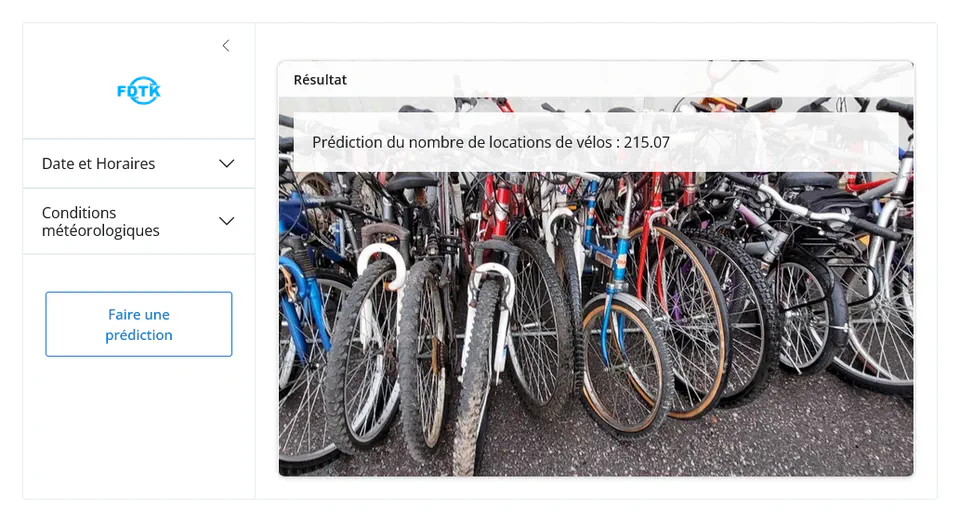 FDTK
Date et Horaires
Conditions
météorologiques
Faire une
prédiction
Résultat
Prédiction du nombre de locations de vélos : 215.07